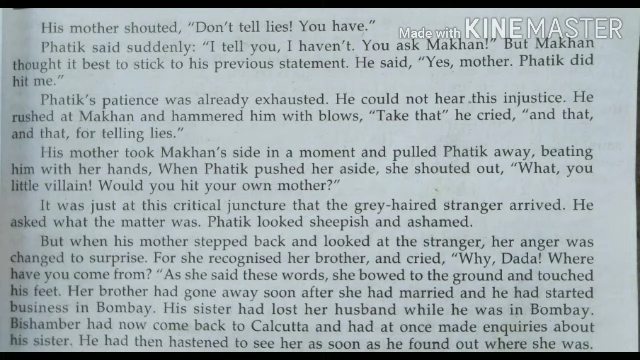 His mother shouted, “Don’t tell lies! You have.”
Made with KINEMASTER
Phatik said suddenly: “I tell you, I haven’t. You ask Makhan!” But Makhan
thought it best to stick to his previous statement. He said, “Yes, mother. Phatik did
hit me.”
Phatik’s patience was already exhausted. He could not hear this injustice. He
rushed at Makhan and hammered him with blows, “Take that” he cried, “and that,
and that, for telling lies.”
His mother took Makhan’s side in a moment and pulled Phatik away, beating
him with her hands, When Phatik pushed her aside, she shouted out, “What, you
little villain! Would you hit your own mother?”
It was just at this critical juncture that the grey-haired stranger arrived. He
asked what the matter was. Phatik looked sheepish and ashamed.
But when his mother stepped back and looked at the stranger, her anger was
changed to surprise. For she recognised her brother, and cried, “Why, Dada! Where
have you come from? “As she said these words, she bowed to the ground and touched
his feet. Her brother had gone away soon after she had married and he had started
business in Bombay. His sister had lost her husband while he was in Bombay.
Bishamber had now come back to Calcutta and had at once made enquiries about
his sister. He had then hastened to see her as soon as he found out where she was.